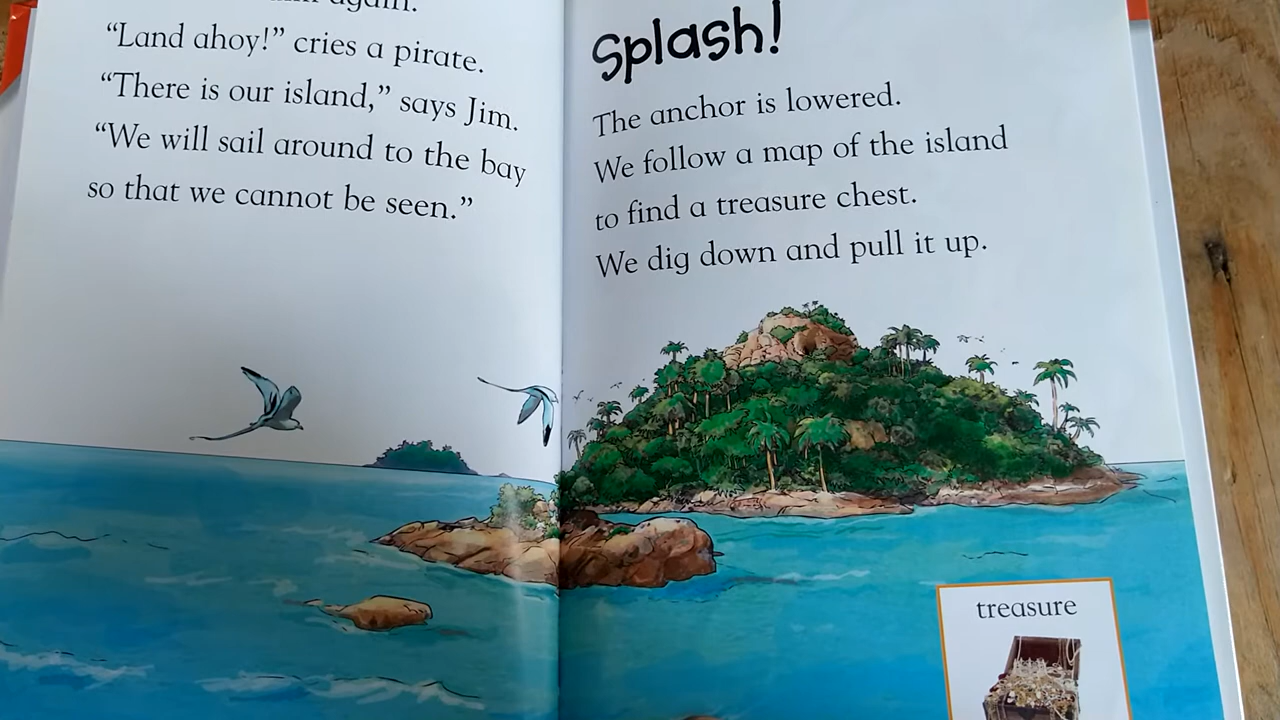 again.
“Land ahoy!” cries a pirate.
“There is our island,” says Jim.
“We will sail around to the bay
so that we cannot be seen.”
Splash!
The anchor is lowered.
We follow a map of the island
to find a treasure chest.
We dig down and pull it up.
treasure